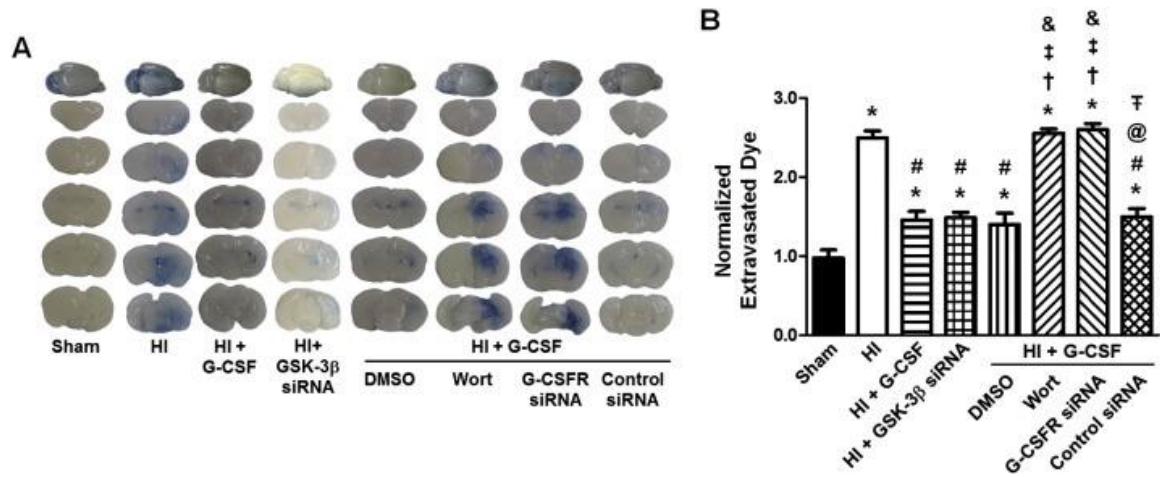 A
Sham
HI
HI +
G-CSF
HI+
GSK-3β
siRNA
HI + G-CSF
DMSO
Wort
G-CSFR
siRNA
Control
siRNA
B
Normalized
Extravasated Dye
3.0
2.0
1.0
0.0
*
#
*
#
*
#
*
&
‡
†
*
&
‡
†
*
Ŧ
@
#
*
Sham
HI
HI + G-CSF
HI + GSK-3β siRNA
HI + G-CSF
DMSO
Wort
G-CSFR siRNA
Control siRNA